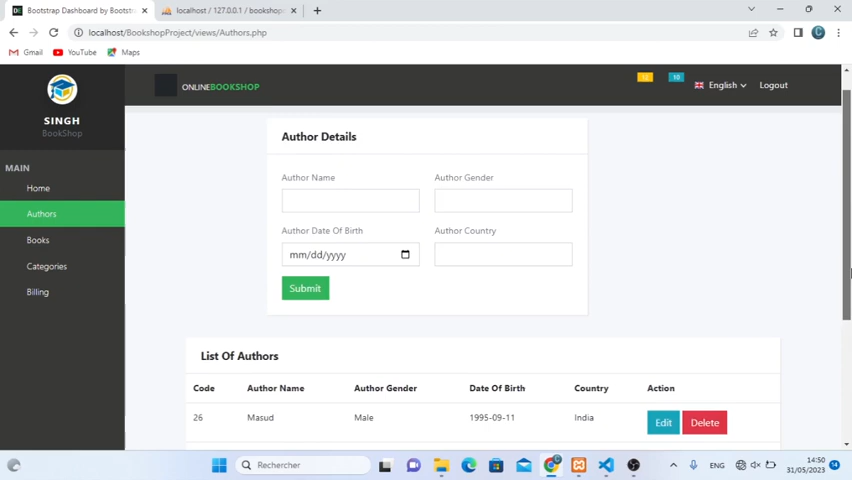 Bootstrap Dashboard by Bootstr
localhost / 127.0.0.1 / booksho
localhost/BookshopProject/views/Authors.php
Gmail YouTube Maps
SINGH
BookShop
ONLINEBOOKSHOP
10
English
Logout
MAIN
Home
Authors
Books
Categories
Billing
Author Details
Author Name Author Gender
Author Date Of Birth Author Country
mm/dd/yyyy
Submit
List Of Authors
Code Author Name Author Gender Date Of Birth Country Action
26 Masud Male 1995-09-11 India Edit Delete
Rechercher
ENG
14:50
31/05/2023